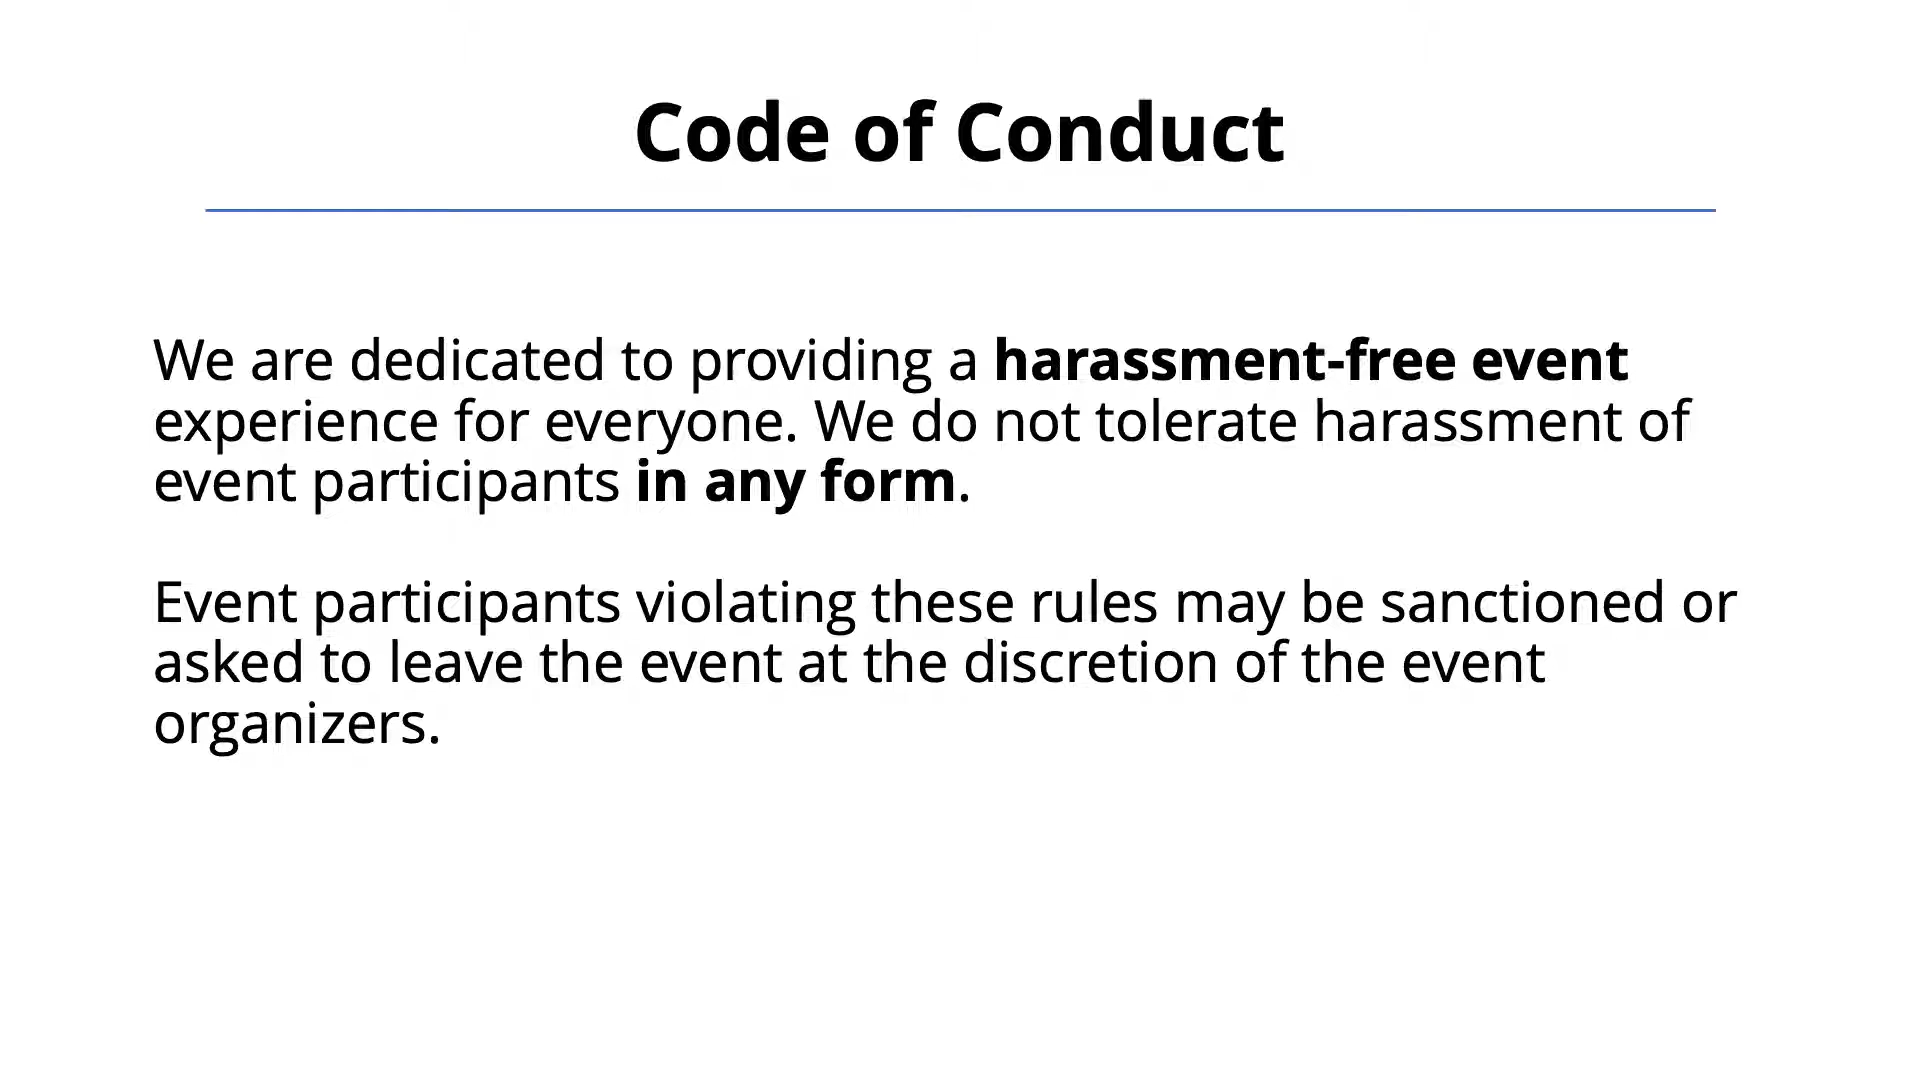 Code of Conduct
We are dedicated to providing a harassment-free event
experience for everyone. We do not tolerate harassment of
event participants in any form.
Event participants violating these rules may be sanctioned or
asked to leave the event at the discretion of the event
organizers.